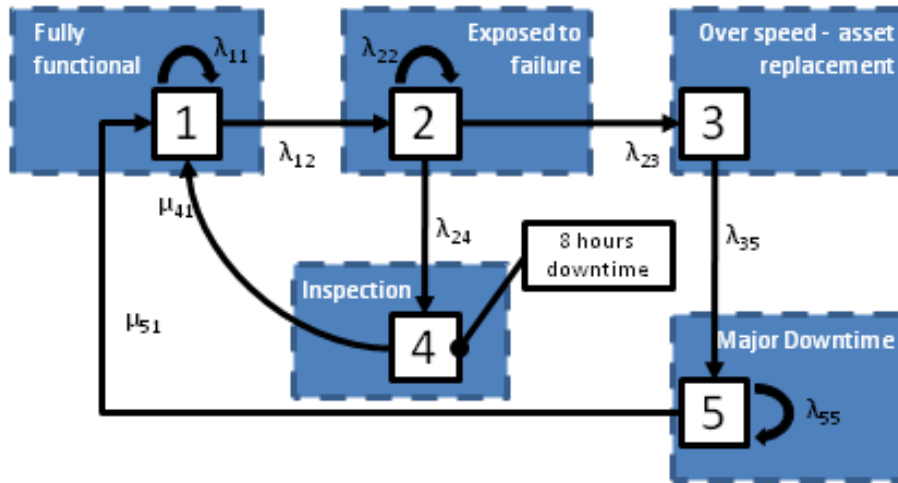 Fully
functional
λ11
1
λ12
Exposed to
failure
λ22
2
λ23
Over speed - asset
replacement
3
μ41
λ24
8 hours
downtime
λ35
Inspection
4
μ51
Major Downtime
5
λ55